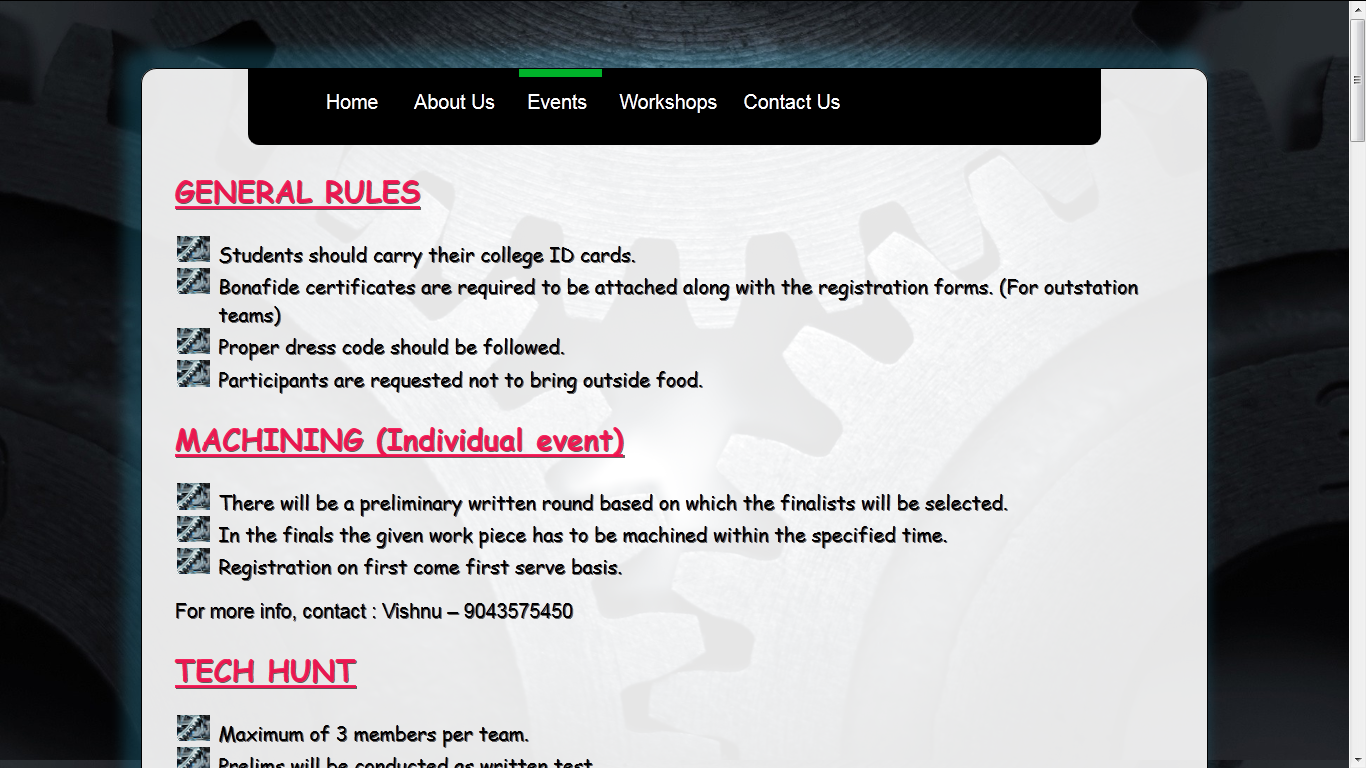 Home About Us Events Workshops Contact Us
GENERAL RULES
Students should carry their college ID cards.
Bonafide certificates are required to be attached along with the registration forms. (For outstation
teams)
Proper dress code should be followed.
Participants are requested not to bring outside food.
MACHINING (Individual event)
There will be a preliminary written round based on which the finalists will be selected.
In the finals the given work piece has to be machined within the specified time.
Registration on first come first serve basis.
For more info, contact : Vishnu – 9043575450
TECH HUNT
Maximum of 3 members per team.
Prelims will be conducted as written test